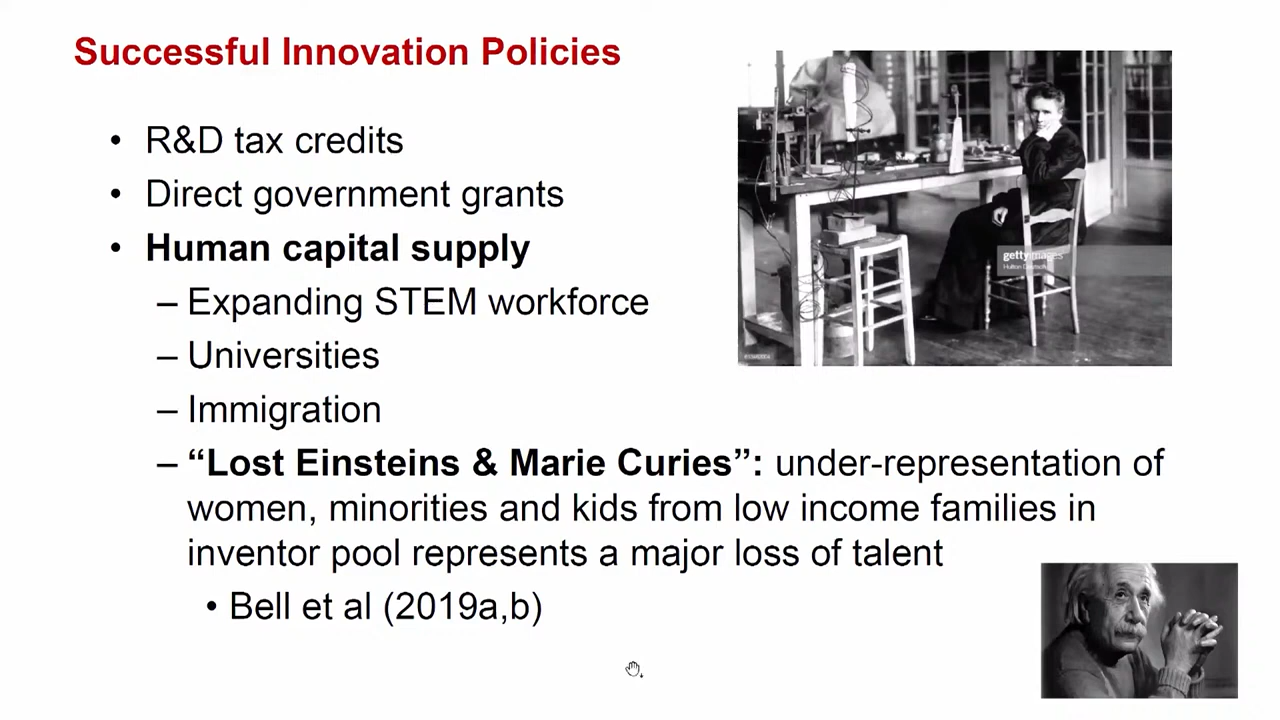 Successful Innovation Policies
• R&D tax credits
• Direct government grants
• Human capital supply
– Expanding STEM workforce
– Universities
– Immigration
– “Lost Einsteins & Marie Curies”: under-representation of
women, minorities and kids from low income families in
inventor pool represents a major loss of talent
• Bell et al (2019a,b)
gettyimages